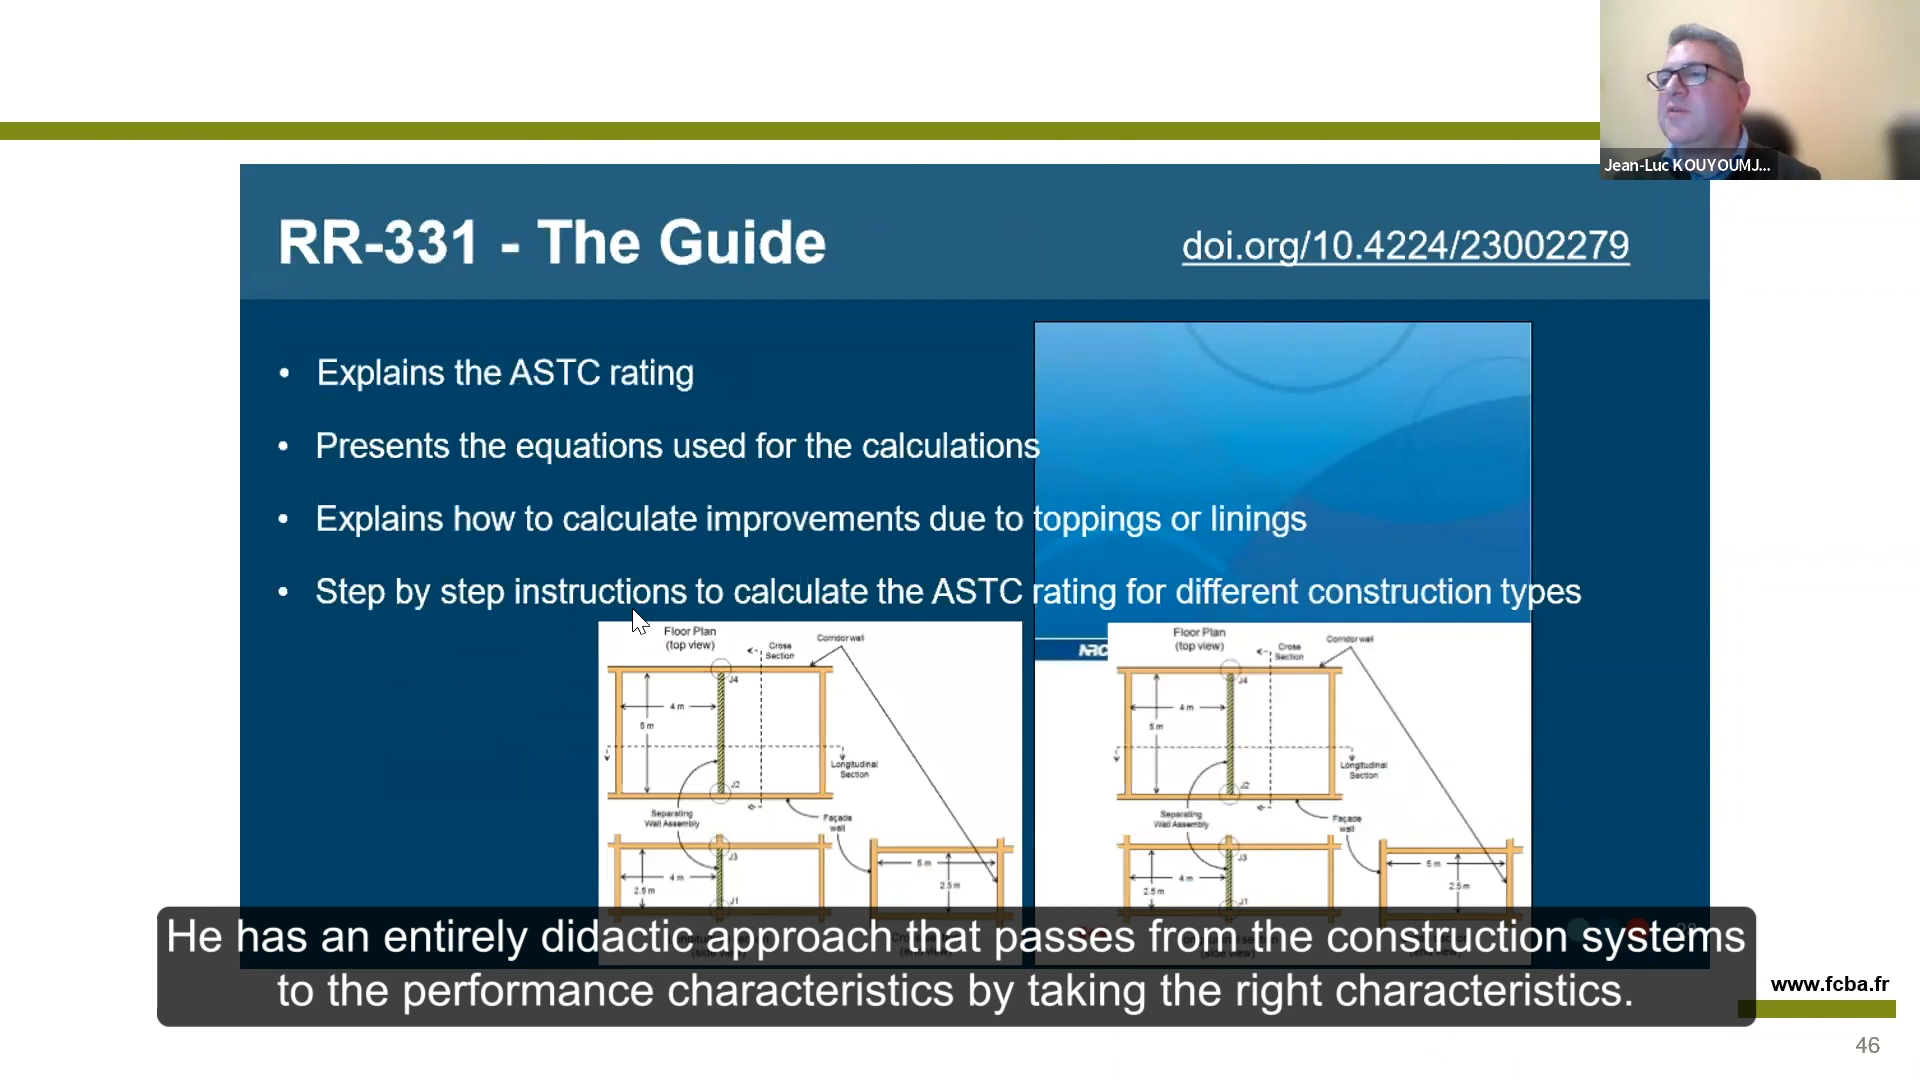 Jean-Luc KOUYOUMJ...
RR-331 - The Guide
doi.org/10.4224/23002279
• Explains the ASTC rating
• Presents the equations used for the calculations
• Explains how to calculate improvements due to toppings or linings
• Step by step instructions to calculate the ASTC rating for different construction types
NRC
Floor Plan
(top view)
Cross
Section
Corridor wall
J4
4 m
5 m
Longitudinal
Section
J2
Separating
Wall Assembly
Façade
wall
J3
4 m
2.5 m
J1
5 m
2.5 m
Floor Plan
(top view)
Cross
Section
Corridor wall
J4
4 m
5 m
Longitudinal
Section
J2
Separating
Wall Assembly
Façade
wall
J3
4 m
2.5 m
J1
5 m
2.5 m
He has an entirely didactic approach that passes from the construction systems
to the performance characteristics by taking the right characteristics.
www.fcba.fr
46